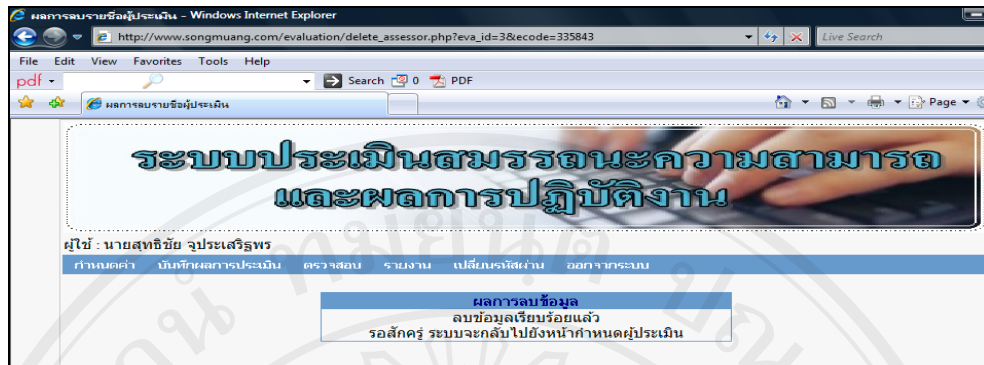 ผลการลบรายชื่อผู้ประเมิน - Windows Internet Explorer
http://www.songmuang.com/evaluation/delete_assessor.php?eva_id=3&ecode=335843
Live Search
File Edit View Favorites Tools Help
pdf Search 0 PDF
ผลการลบรายชื่อผู้ประเมิน
Page
ระบบประเมินสมรรถนะความสามารถ
และผลการปฏิบัติงาน
ผู้ใช้ : นายสุทธิชัย จูประเสริฐพร
กำหนดค่า บันทึกผลการประเมิน ตรวจสอบ รายงาน เปลี่ยนรหัสผ่าน ออกจากระบบ
ผลการลบข้อมูล
ลบข้อมูลเรียบร้อยแล้ว
รอสักครู่ ระบบจะกลับไปยังหน้ากำหนดผู้ประเมิน